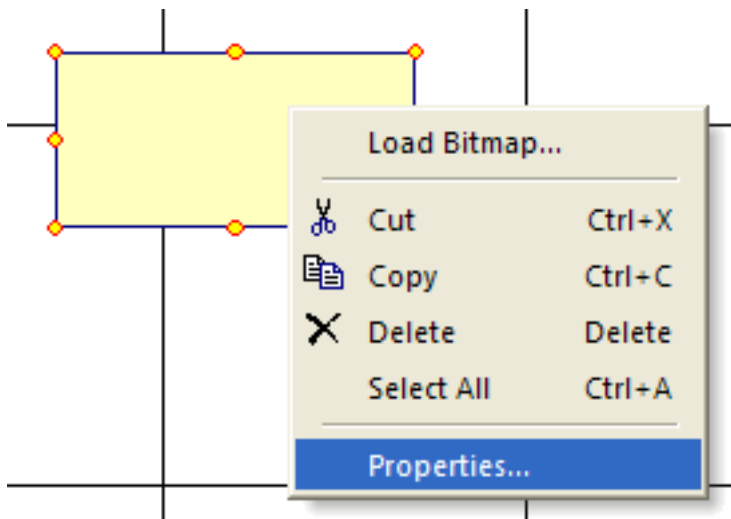 Load Bitmap...
Cut Ctrl+X
Copy Ctrl+C
Delete Delete
Select All Ctrl+A
Properties...